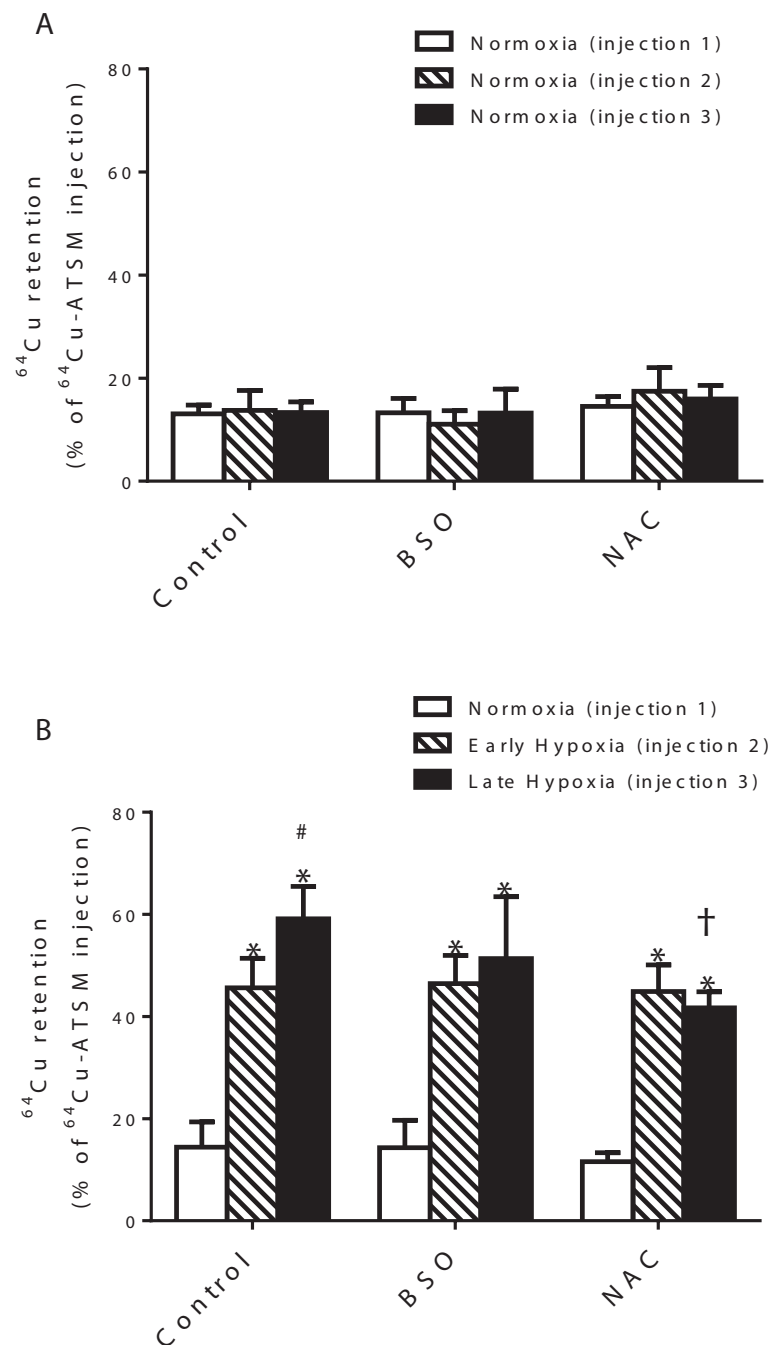 A
Normoxia (injection 1)
Normoxia (injection 2)
Normoxia (injection 3)
80
60
40
20
0
⁶⁴Cu retention
(% of ⁶⁴Cu-ATSM injection)
Control
BSO
NAC
B
Normoxia (injection 1)
Early Hypoxia (injection 2)
Late Hypoxia (injection 3)
80
60
40
20
0
⁶⁴Cu retention
(% of ⁶⁴Cu-ATSM injection)
#
* * * * * *
†
Control
BSO
NAC